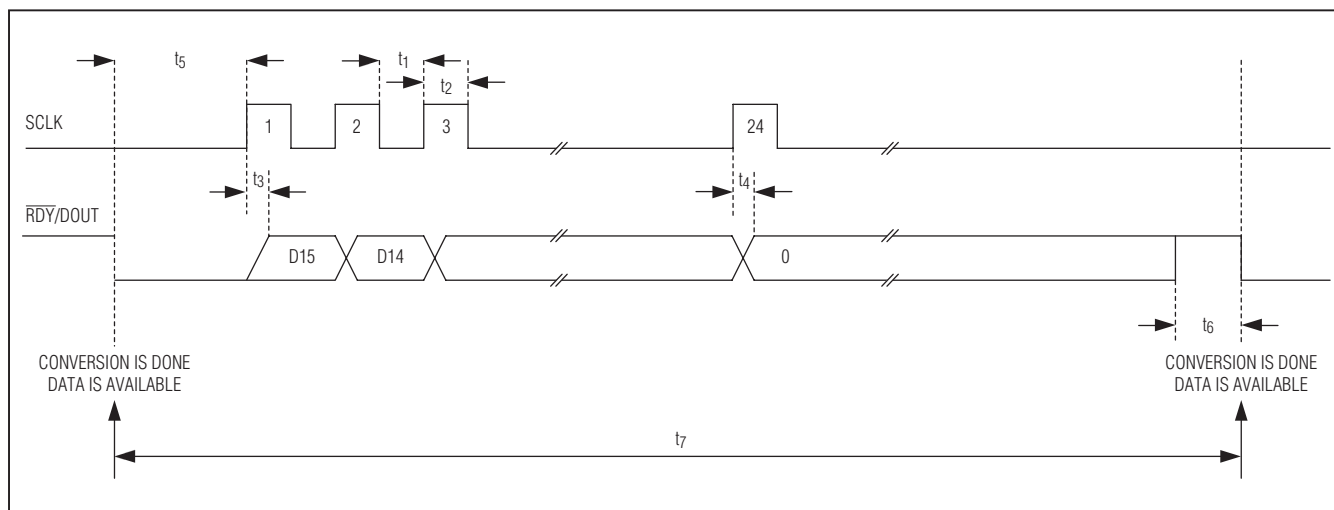 t5
t1
t2
SCLK
1
2
3
24
t3
t4
RDY/DOUT
D15
D14
0
t6
CONVERSION IS DONE
DATA IS AVAILABLE
CONVERSION IS DONE
DATA IS AVAILABLE
t7